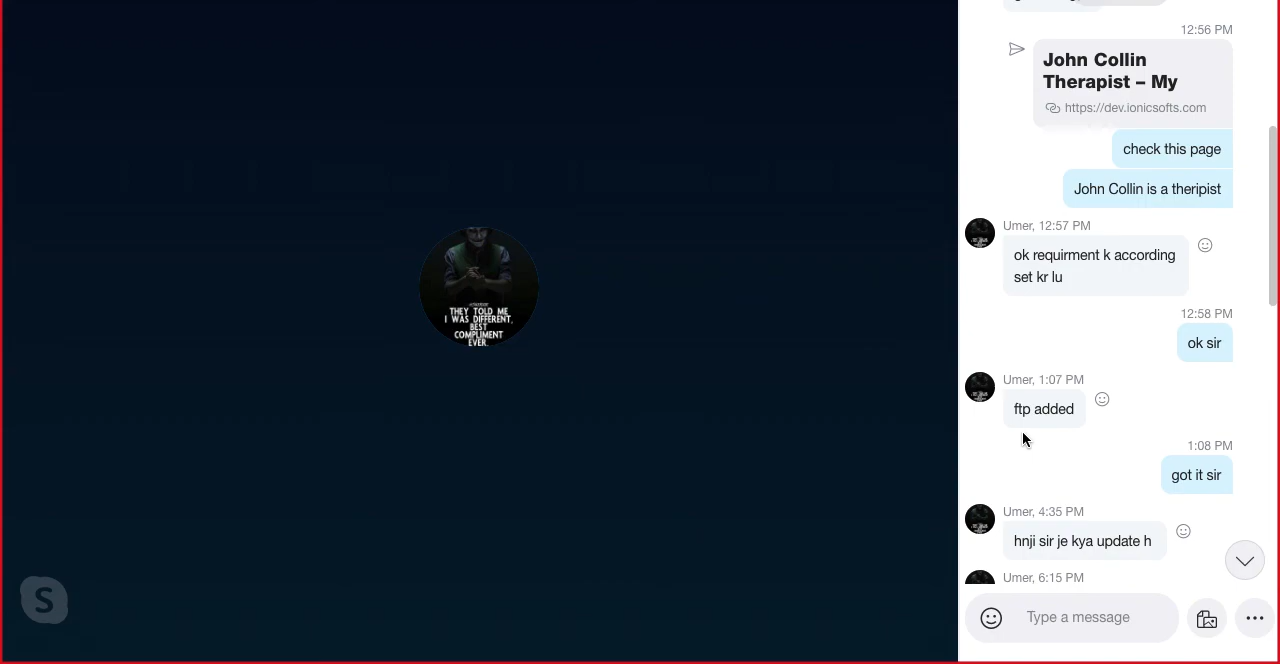 THEY TOLD ME
I WAS DIFFERENT,
BEST
COMPLIMENT
EVER.
S
12:56 PM
John Collin
Therapist – My
https://dev.ionicsofts.com
check this page
John Collin is a theripist
Umer, 12:57 PM
ok requirment k according
set kr lu
12:58 PM
ok sir
Umer, 1:07 PM
ftp added
1:08 PM
got it sir
Umer, 4:35 PM
hnji sir je kya update h
Umer, 6:15 PM
Type a message